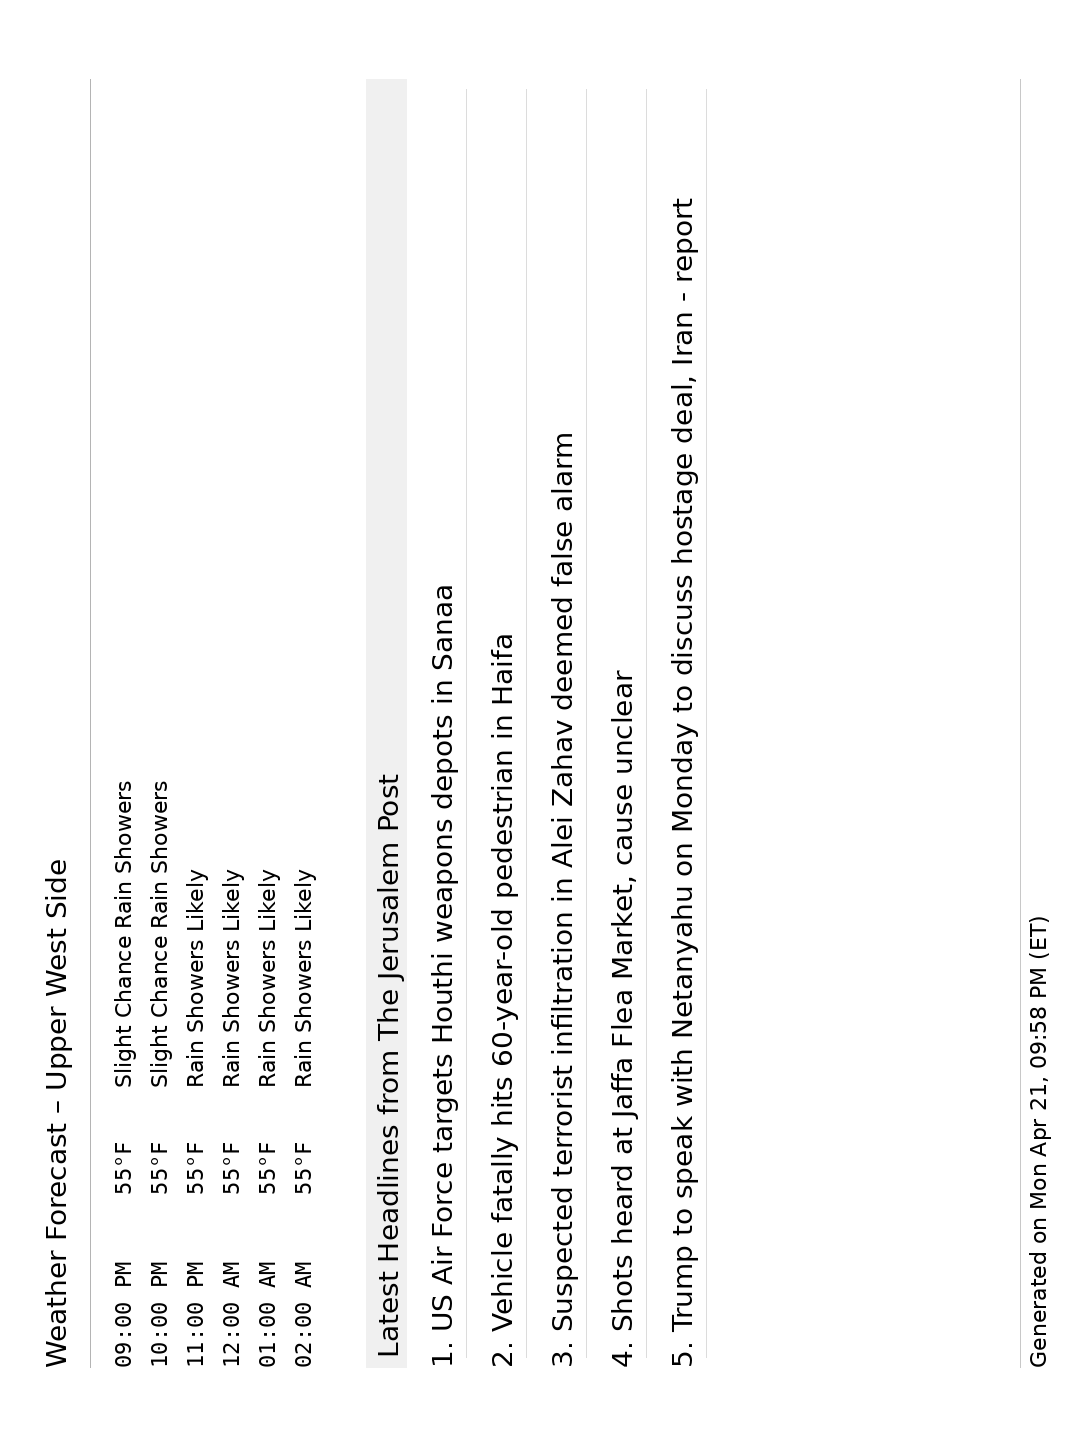 Weather Forecast – Upper West Side
09:00 PM 55°F Slight Chance Rain Showers
10:00 PM 55°F Slight Chance Rain Showers
11:00 PM 55°F Rain Showers Likely
12:00 AM 55°F Rain Showers Likely
01:00 AM 55°F Rain Showers Likely
02:00 AM 55°F Rain Showers Likely
Latest Headlines from The Jerusalem Post
1. US Air Force targets Houthi weapons depots in Sanaa
2. Vehicle fatally hits 60-year-old pedestrian in Haifa
3. Suspected terrorist infiltration in Alei Zahav deemed false alarm
4. Shots heard at Jaffa Flea Market, cause unclear
5. Trump to speak with Netanyahu on Monday to discuss hostage deal, Iran - report
Generated on Mon Apr 21, 09:58 PM (ET)